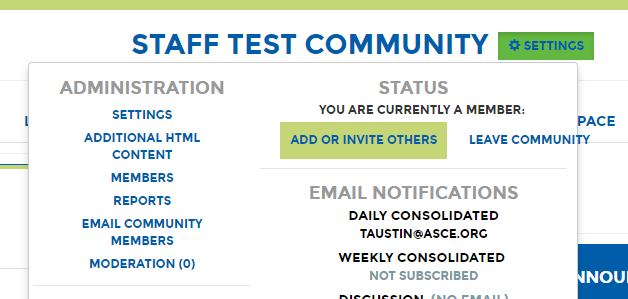 STAFF TEST COMMUNITY
SETTINGS
ADMINISTRATION
SETTINGS
ADDITIONAL HTML
CONTENT
MEMBERS
REPORTS
EMAIL COMMUNITY
MEMBERS
MODERATION (0)
STATUS
YOU ARE CURRENTLY A MEMBER:
ADD OR INVITE OTHERS
LEAVE COMMUNITY
EMAIL NOTIFICATIONS
DAILY CONSOLIDATED
TAUSTIN@ASCE.ORG
WEEKLY CONSOLIDATED
NOT SUBSCRIBED
DISCUSSION (NO EMAIL)
PACE
NNOU